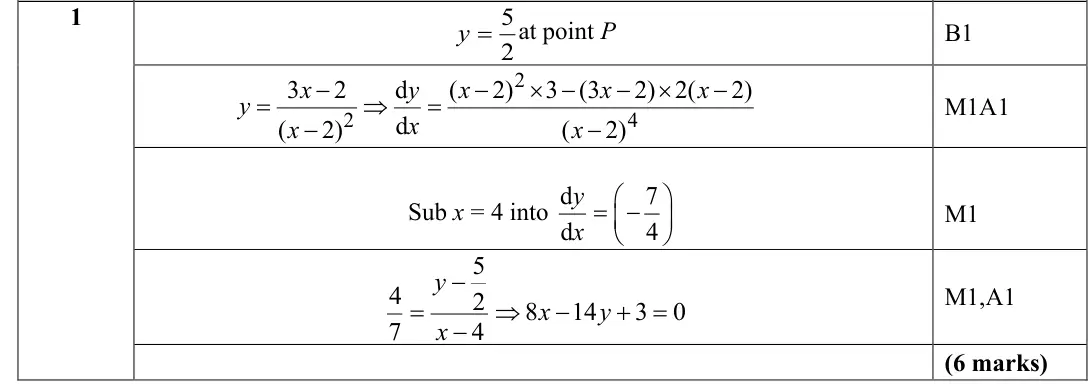 1
y = 5/2 at point P B1
y = (3x − 2)/(x − 2)² ⇒ dy/dx = ((x − 2)² × 3 − (3x − 2) × 2(x − 2))/(x − 2)⁴ M1A1
Sub x = 4 into dy/dx = (− 7/4) M1
4/7 = (y − 5/2)/(x − 4) ⇒ 8x − 14y + 3 = 0 M1,A1
(6 marks)